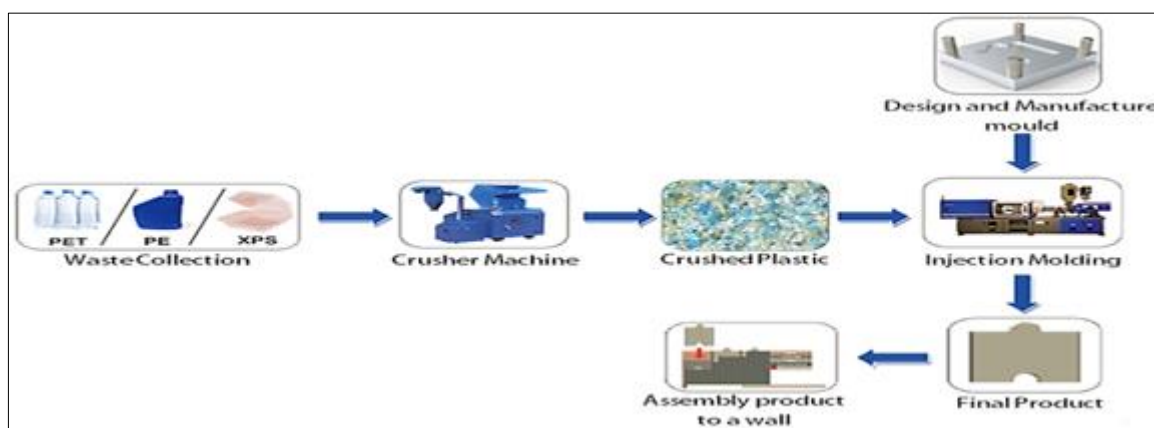 Design and Manufacture
mould
PET
PE
XPS
Waste Collection
Crusher Machine
Crushed Plastic
Injection Molding
Assembly product
to a wall
Final Product